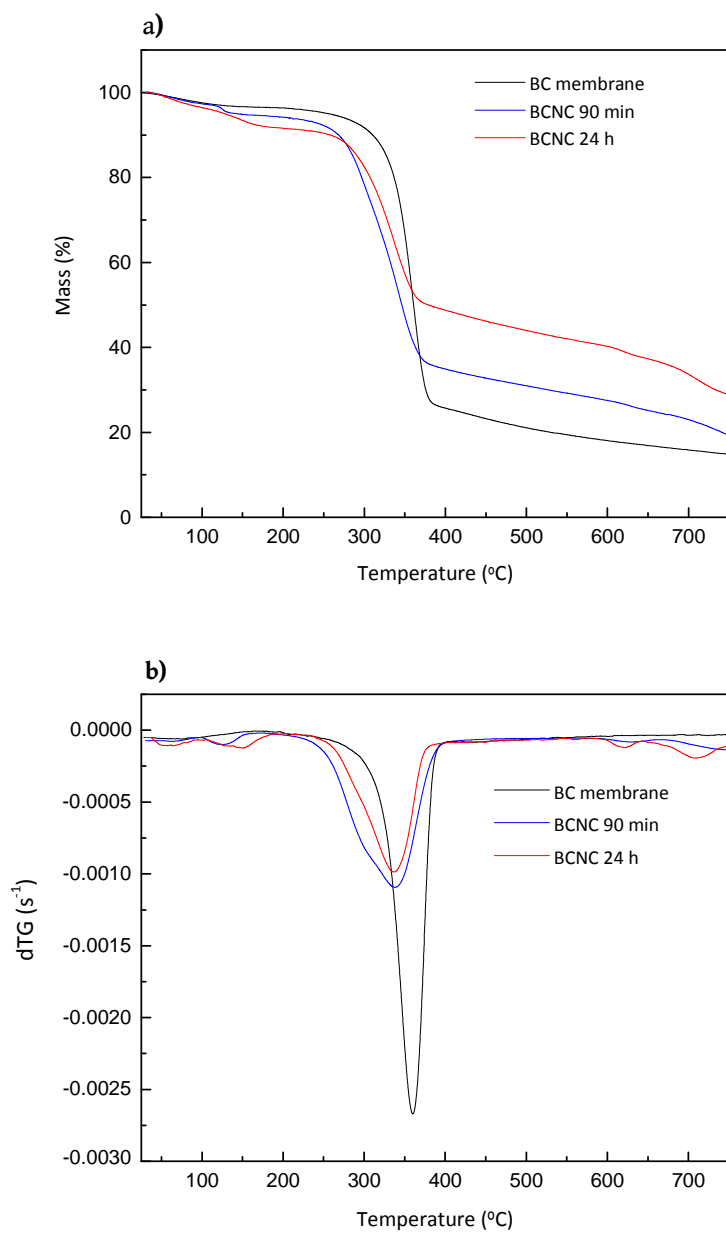 a)
100
80
60
40
20
0
Mass (%)
BC membrane
BCNC 90 min
BCNC 24 h
100 200 300 400 500 600 700
Temperature (ºC)
b)
0.0000
-0.0005
-0.0010
-0.0015
-0.0020
-0.0025
-0.0030
dTG (s⁻¹)
BC membrane
BCNC 90 min
BCNC 24 h
100 200 300 400 500 600 700
Temperature (ºC)